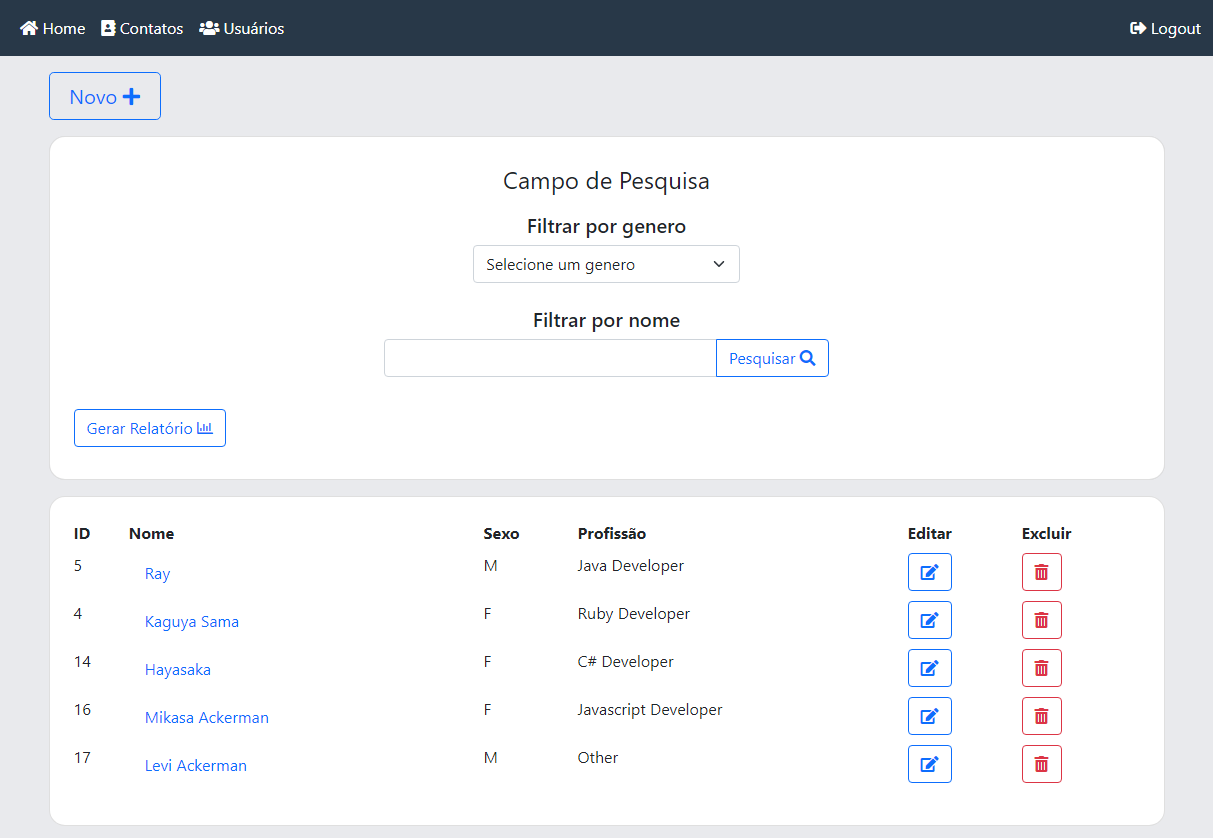 Home Contatos Usuários Logout
Novo
Campo de Pesquisa
Filtrar por genero
Selecione um genero
Filtrar por nome
Pesquisar
Gerar Relatório
ID Nome Sexo Profissão Editar Excluir
5 Ray M Java Developer
4 Kaguya Sama F Ruby Developer
14 Hayasaka F C# Developer
16 Mikasa Ackerman F Javascript Developer
17 Levi Ackerman M Other